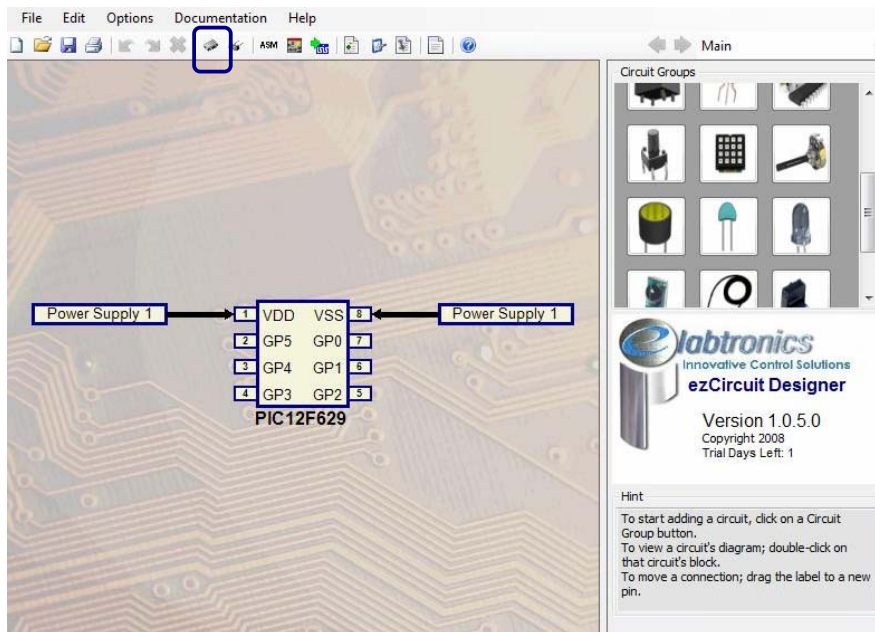 File Edit Options Documentation Help
ASM
Main
Circuit Groups
Power Supply 1
1 VDD VSS 8
Power Supply 1
2 GP5 GP0 7
3 GP4 GP1 6
4 GP3 GP2 5
PIC12F629
elabtronics
Innovative Control Solutions
ezCircuit Designer
Version 1.0.5.0
Copyright 2008
Trial Days Left: 1
Hint
To start adding a circuit, click on a Circuit
Group button.
To view a circuit's diagram; double-click on
that circuit's block.
To move a connection; drag the label to a new
pin.